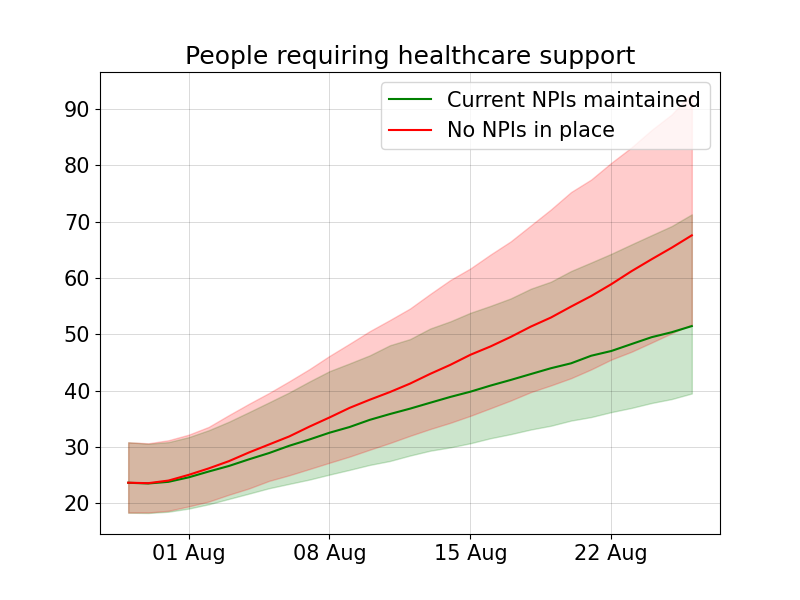 People requiring healthcare support
Current NPIs maintained
No NPIs in place
90
80
70
60
50
40
30
20
01 Aug
08 Aug
15 Aug
22 Aug